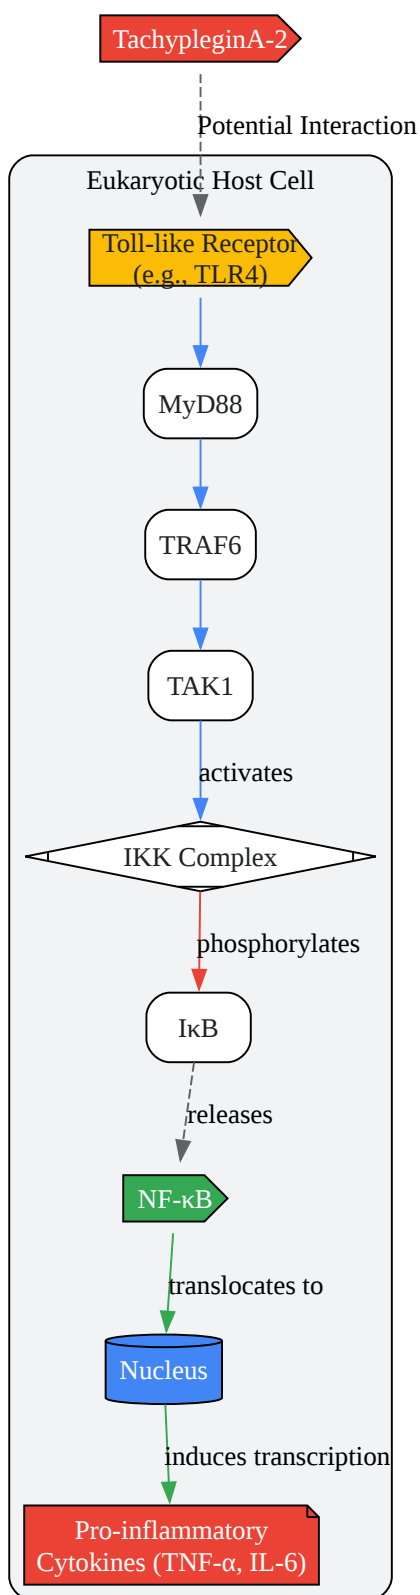 TachypleginA-2
Potential Interaction
Eukaryotic Host Cell
Toll-like Receptor
(e.g., TLR4)
MyD88
TRAF6
TAK1
activates
IKK Complex
phosphorylates
IκB
releases
NF-κB
translocates to
Nucleus
induces transcription
Pro-inflammatory
Cytokines (TNF-α, IL-6)